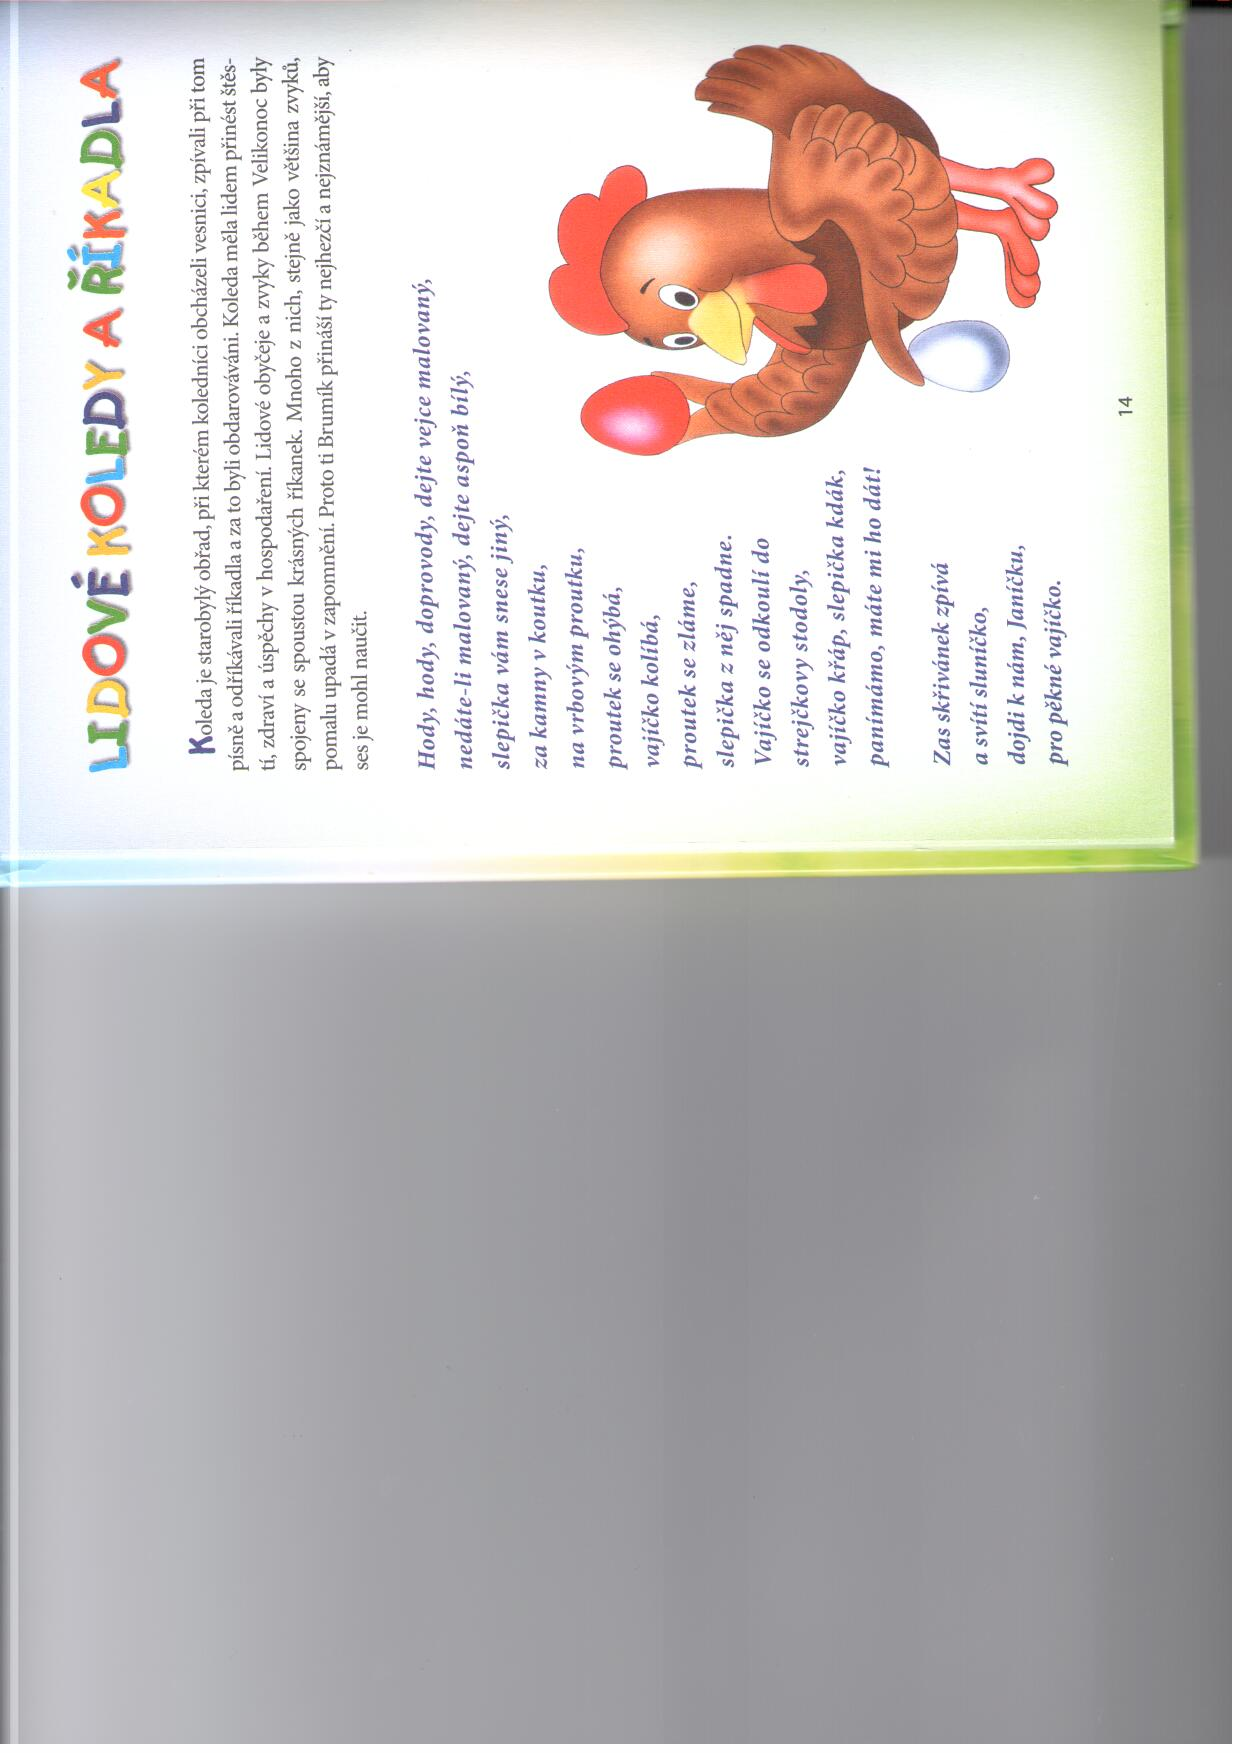 LIDOVÉ KOLEDY A ŘÍKADLA
Koleda je starobylý obřad, při kterém koledníci obcházeli vesnici, zpívali při tom
písně a odříkávali říkadla a za to byli obdarováváni. Koleda měla lidem přinést štěs-
tí, zdraví a úspěchy v hospodaření. Lidové obyčeje a zvyky během Velikonoc byly
spojeny se spoustou krásných říkanek. Mnoho z nich, stejně jako většina zvyků,
pomalu upadá v zapomnění. Proto ti Brumík přináší ty nejhezčí a nejznámější, aby
ses je mohl naučit.
Hody, hody, doprovody, dejte vejce malovaný,
nedáte-li malovaný, dejte aspoň bílý,
slepička vám snese jiný,
za kamny v koutku,
na vrbovým proutku,
proutek se ohýbá,
vajíčko kolíbá,
proutek se zláme,
slepička z něj spadne.
Vajíčko se odkoulí do
strejčkovy stodoly,
vajíčko křáp, slepička kdák,
panímámo, máte mi ho dát!
Zas skřivánek zpívá
a svítí sluníčko,
dojdi k nám, Janíčku,
pro pěkné vajíčko.
14